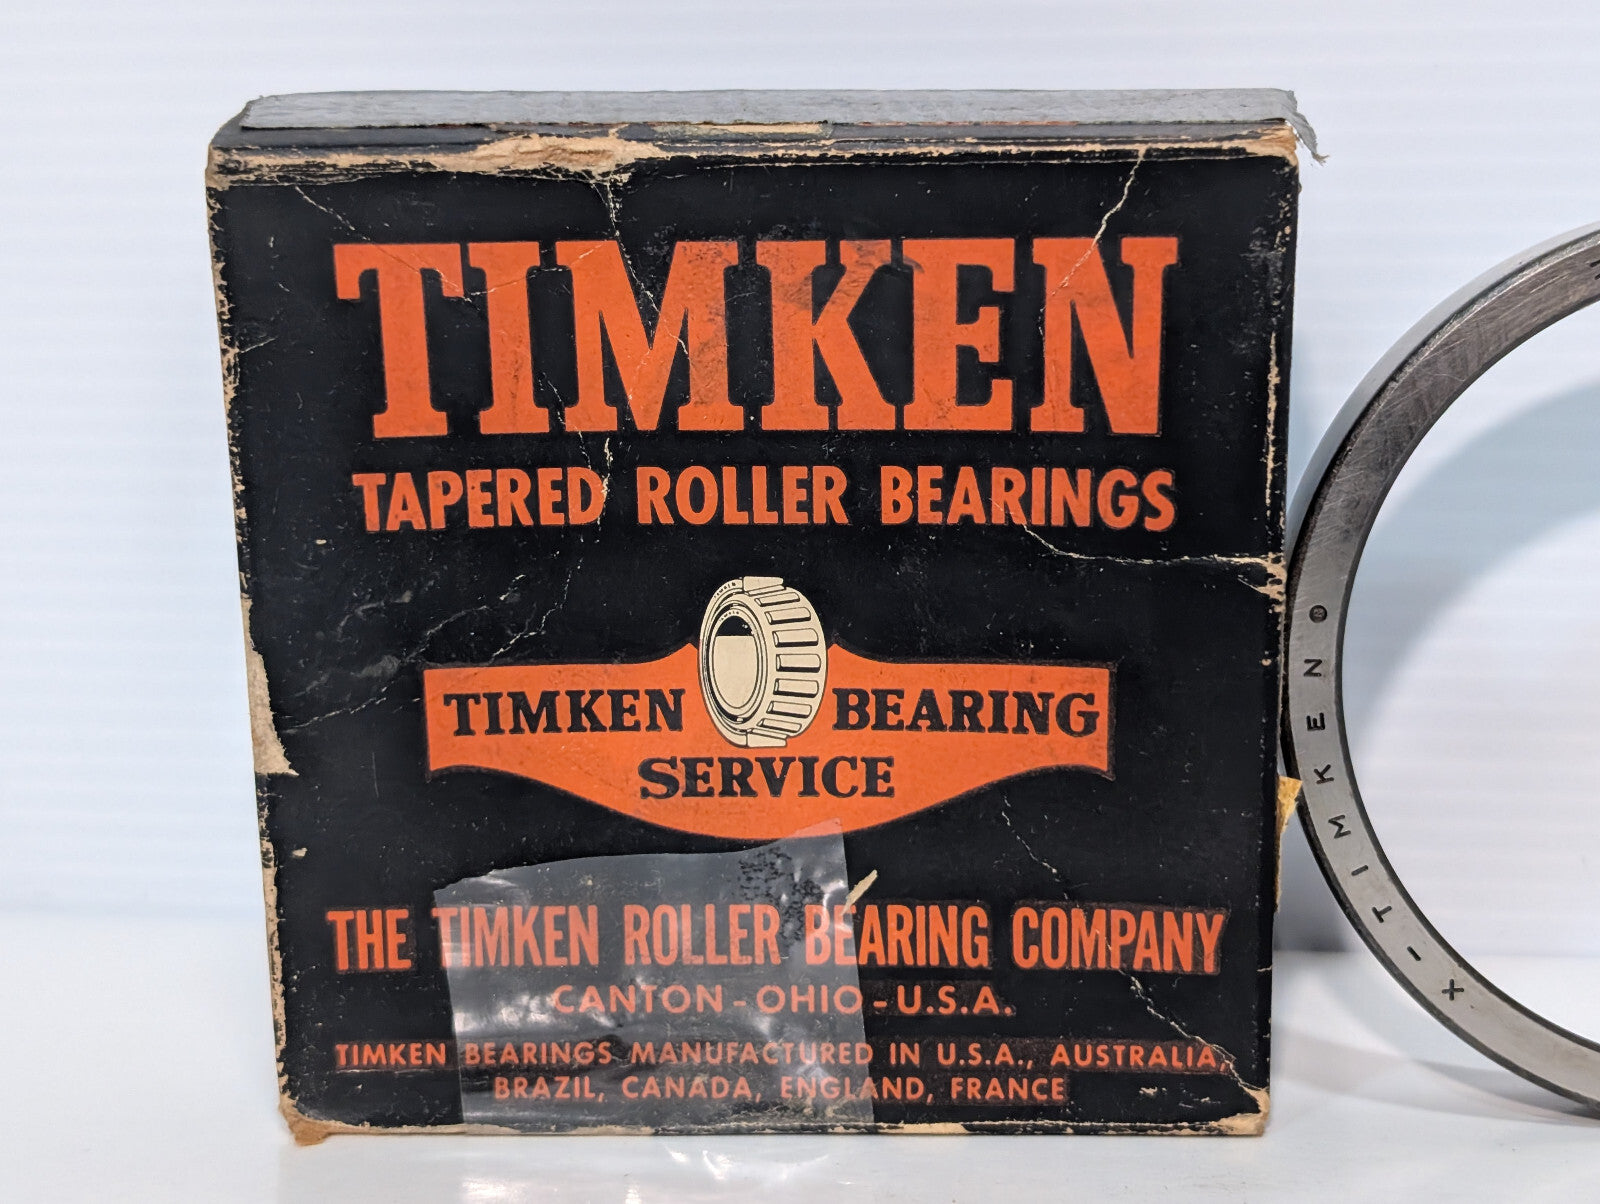 TIMKEN
TAPERED ROLLER BEARINGS
TIMKEN BEARING
SERVICE
THE TIMKEN ROLLER BEARING COMPANY
CANTON - OHIO - U.S.A.
TIMKEN BEARINGS MANUFACTURED IN U.S.A., AUSTRALIA,
BRAZIL, CANADA, ENGLAND, FRANCE
+ - TIMKEN ®